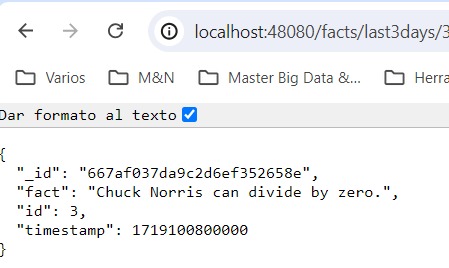 localhost:48080/facts/last3days/3
Varios M&N Master Big Data &... Herra
Dar formato al texto
{
"_id": "667af037da9c2d6ef352658e",
"fact": "Chuck Norris can divide by zero.",
"id": 3,
"timestamp": 1719100800000
}